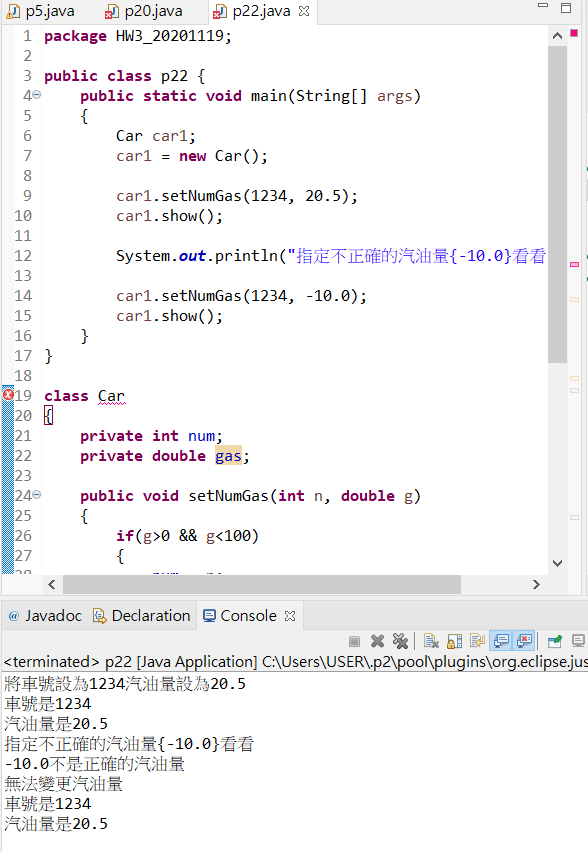 p5.java p20.java p22.java
1 package HW3_20201119;
2
3 public class p22 {
4 public static void main(String[] args)
5 {
6 Car car1;
7 car1 = new Car();
8
9 car1.setNumGas(1234, 20.5);
10 car1.show();
11
12 System.out.println("指定不正確的汽油量{-10.0}看看
13
14 car1.setNumGas(1234, -10.0);
15 car1.show();
16 }
17 }
18
19 class Car
20 {
21 private int num;
22 private double gas;
23
24 public void setNumGas(int n, double g)
25 {
26 if(g>0 && g<100)
27 {
@ Javadoc Declaration Console
<terminated> p22 [Java Application] C:\Users\USER\.p2\pool\plugins\org.eclipse.jus
將車號設為1234汽油量設為20.5
車號是1234
汽油量是20.5
指定不正確的汽油量{-10.0}看看
-10.0不是正確的汽油量
無法變更汽油量
車號是1234
汽油量是20.5